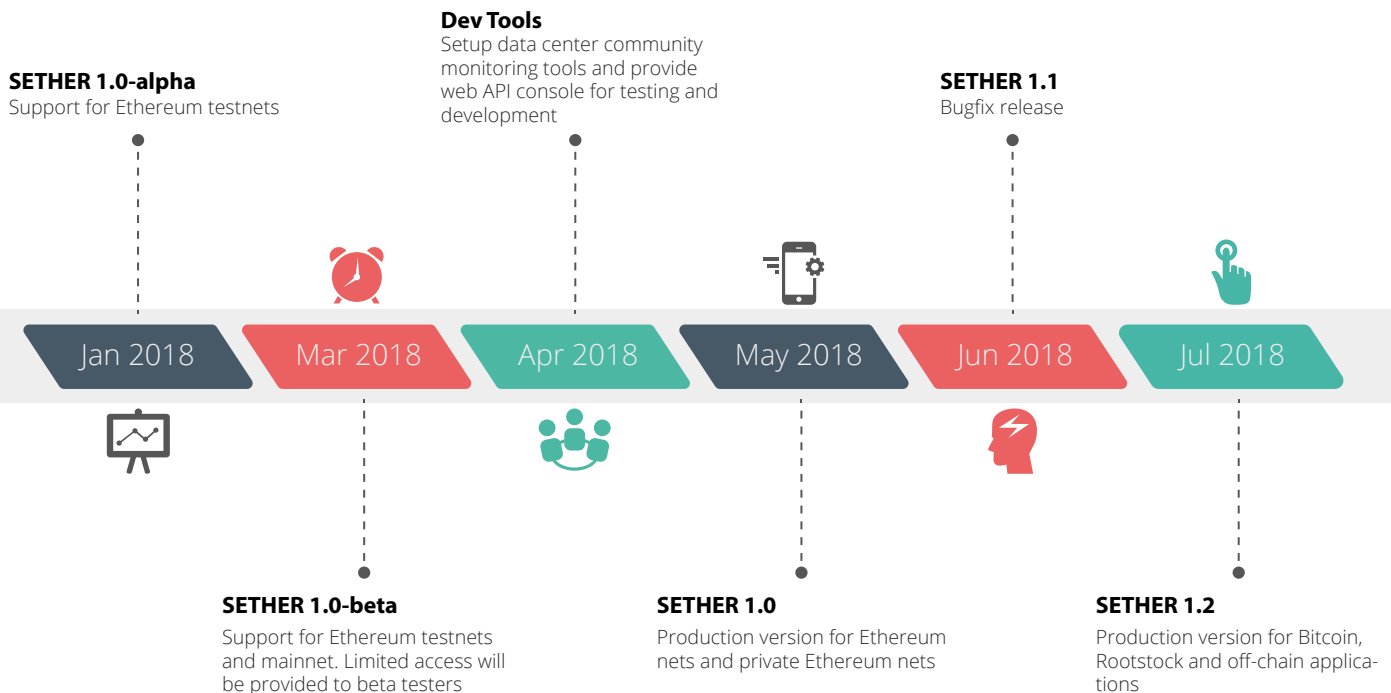 Dev Tools
Setup data center community
monitoring tools and provide
web API console for testing and
development
SETHER 1.0-alpha
Support for Ethereum testnets
SETHER 1.1
Bugfix release
Jan 2018
Mar 2018
Apr 2018
May 2018
Jun 2018
Jul 2018
SETHER 1.0-beta
Support for Ethereum testnets
and mainnet. Limited access will
be provided to beta testers
SETHER 1.0
Production version for Ethereum
nets and private Ethereum nets
SETHER 1.2
Production version for Bitcoin,
Rootstock and off-chain applica-
tions